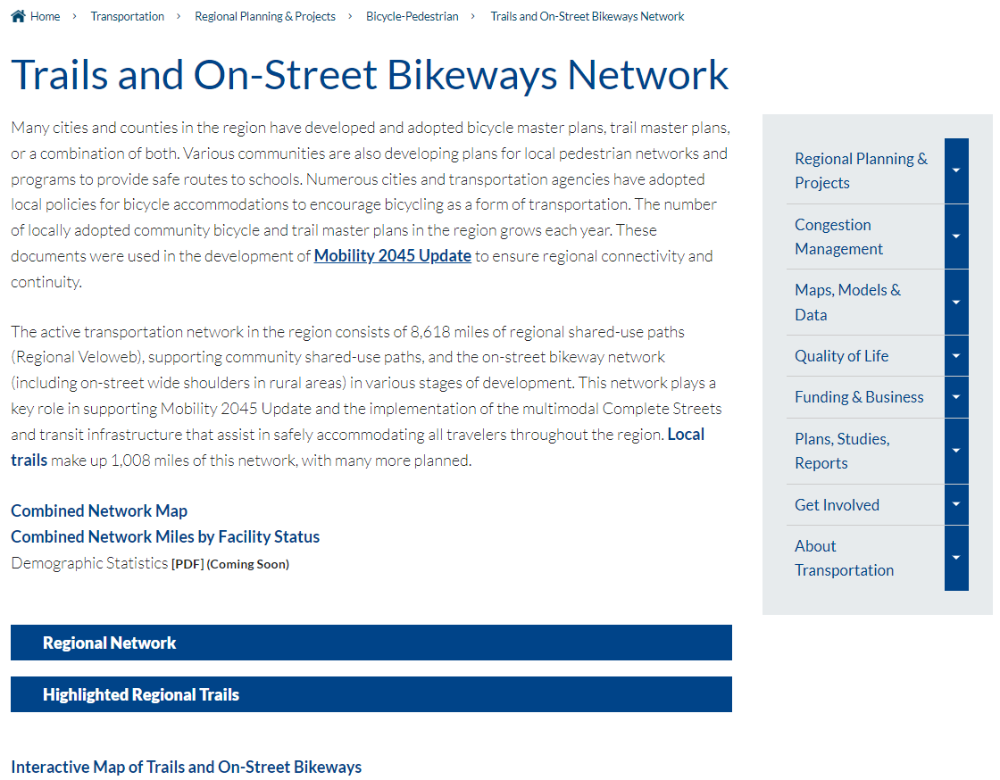 Home › Transportation › Regional Planning & Projects › Bicycle-Pedestrian › Trails and On-Street Bikeways Network
Trails and On-Street Bikeways Network
Many cities and counties in the region have developed and adopted bicycle master plans, trail master plans,
or a combination of both. Various communities are also developing plans for local pedestrian networks and
programs to provide safe routes to schools. Numerous cities and transportation agencies have adopted
local policies for bicycle accommodations to encourage bicycling as a form of transportation. The number
of locally adopted community bicycle and trail master plans in the region grows each year. These
documents were used in the development of Mobility 2045 Update to ensure regional connectivity and
continuity.
The active transportation network in the region consists of 8,618 miles of regional shared-use paths
(Regional Veloweb), supporting community shared-use paths, and the on-street bikeway network
(including on-street wide shoulders in rural areas) in various stages of development. This network plays a
key role in supporting Mobility 2045 Update and the implementation of the multimodal Complete Streets
and transit infrastructure that assist in safely accommodating all travelers throughout the region. Local
trails make up 1,008 miles of this network, with many more planned.
Combined Network Map
Combined Network Miles by Facility Status
Demographic Statistics [PDF] (Coming Soon)
Regional Network
Highlighted Regional Trails
Interactive Map of Trails and On-Street Bikeways
Regional Planning &
Projects
Congestion
Management
Maps, Models &
Data
Quality of Life
Funding & Business
Plans, Studies,
Reports
Get Involved
About
Transportation